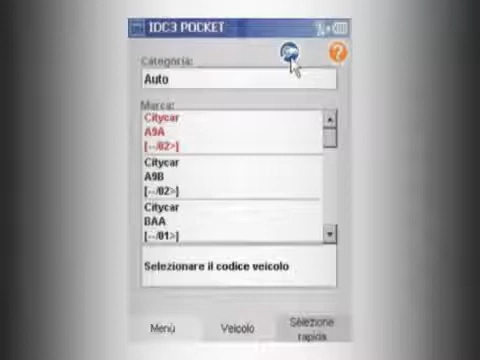 IDC3 POCKET
?
Categoria:
Auto
Marca:
Citycar
A9A
[--/02>]
Citycar
A9B
[--/02>]
Citycar
BAA
[--/01>]
Selezionare il codice veicolo
Menù
Veicolo
Selezione
rapida